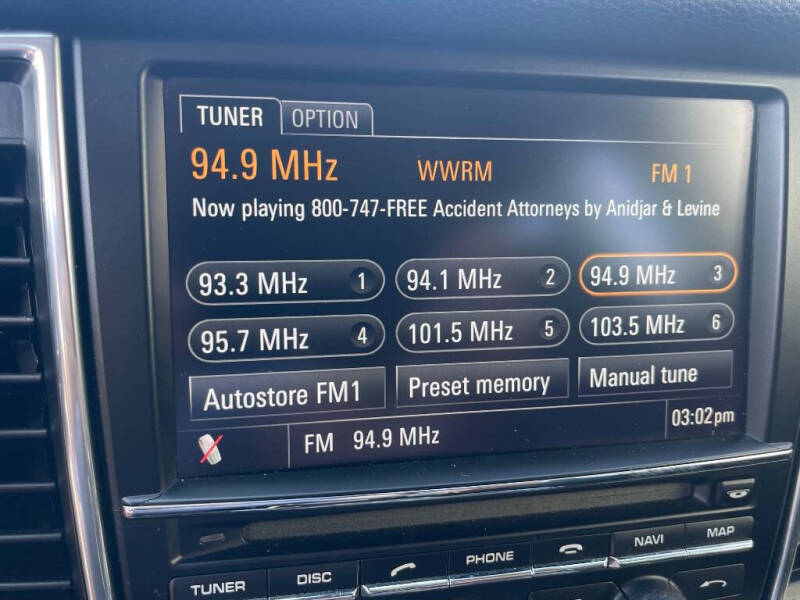 TUNER OPTION
94.9 MHz WWRM FM 1
Now playing 800-747-FREE Accident Attorneys by Anidjar & Levine
93.3 MHz 1 94.1 MHz 2 94.9 MHz 3
95.7 MHz 4 101.5 MHz 5 103.5 MHz 6
Autostore FM1 Preset memory Manual tune
FM 94.9 MHz 03:02pm
TUNER DISC PHONE NAVI MAP